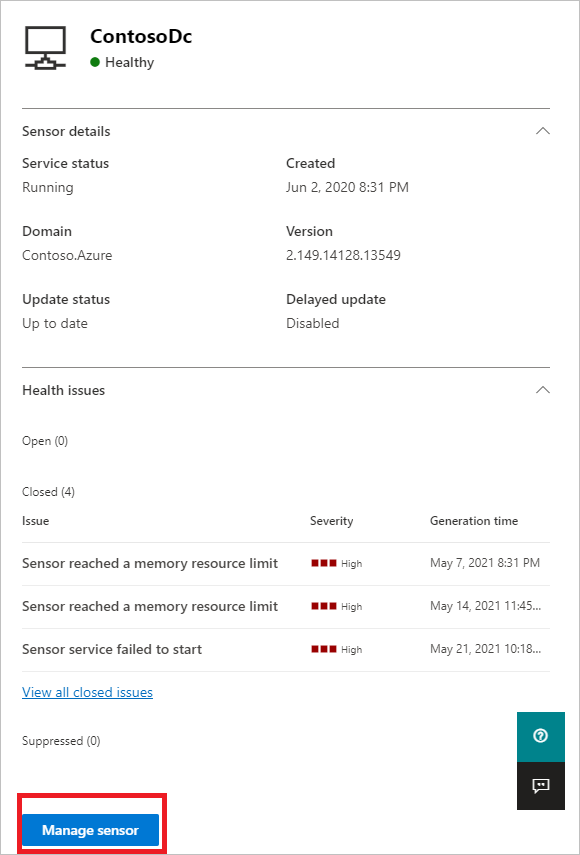 ContosoDc
Healthy
Sensor details
Service status Created
Running Jun 2, 2020 8:31 PM
Domain Version
Contoso.Azure 2.149.14128.13549
Update status Delayed update
Up to date Disabled
Health issues
Open (0)
Closed (4)
Issue Severity Generation time
Sensor reached a memory resource limit High May 7, 2021 8:31 PM
Sensor reached a memory resource limit High May 14, 2021 11:45...
Sensor service failed to start High May 21, 2021 10:18...
View all closed issues
Suppressed (0)
Manage sensor